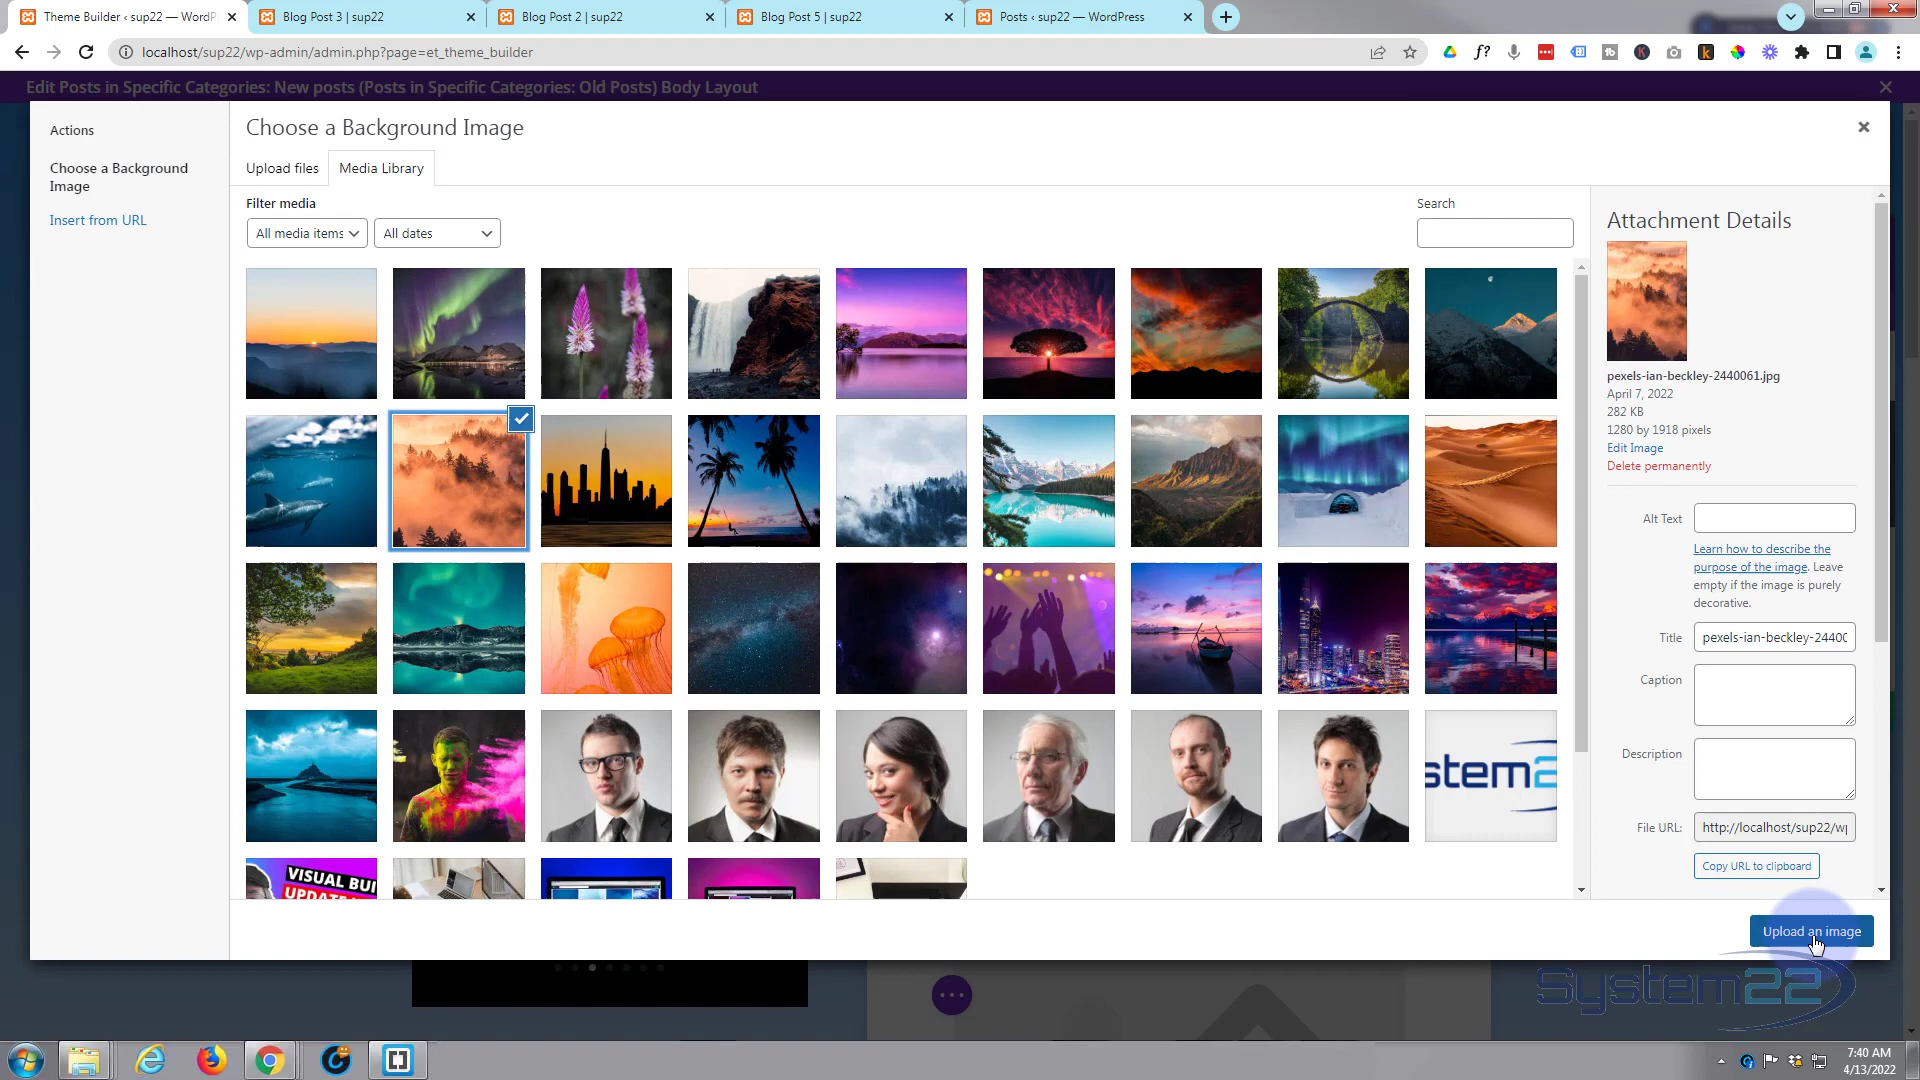 Theme Builder ‹ sup22 — WordP
Blog Post 3 | sup22
Blog Post 2 | sup22
Blog Post 5 | sup22
Posts ‹ sup22 — WordPress
localhost/sup22/wp-admin/admin.php?page=et_theme_builder
Edit Posts in Specific Categories: New posts (Posts in Specific Categories: Old Posts) Body Layout
Actions
Choose a Background
Image
Insert from URL
Choose a Background Image
Upload files
Media Library
Filter media
All media items
All dates
Search
stem2
VISUAL BUI
UPDATE
Attachment Details
pexels-ian-beckley-2440061.jpg
April 7, 2022
282 KB
1280 by 1918 pixels
Edit Image
Delete permanently
Alt Text
Learn how to describe the
purpose of the image. Leave
empty if the image is purely
decorative.
Title
pexels-ian-beckley-2440(
Caption
Description
File URL:
http://localhost/sup22/w
Copy URL to clipboard
Upload an image
System22
7:40 AM
4/13/2022